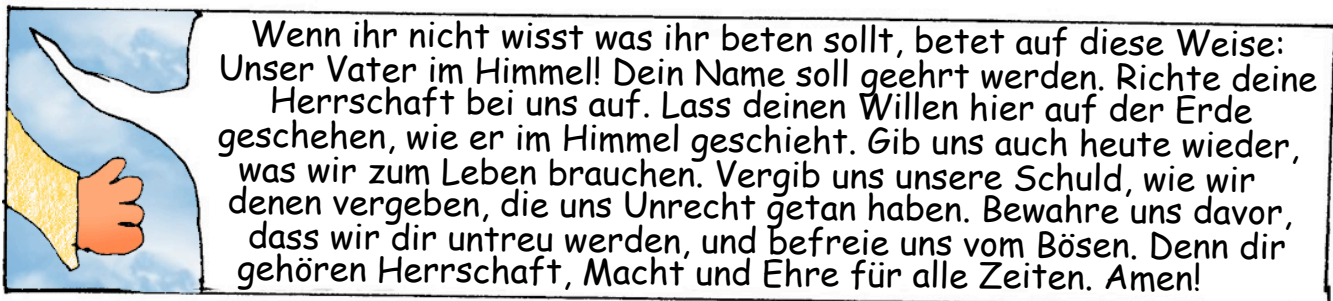 Wenn ihr nicht wisst was ihr beten sollt, betet auf diese Weise:
Unser Vater im Himmel! Dein Name soll geehrt werden. Richte deine
Herrschaft bei uns auf. Lass deinen Willen hier auf der Erde
geschehen, wie er im Himmel geschieht. Gib uns auch heute wieder,
was wir zum Leben brauchen. Vergib uns unsere Schuld, wie wir
denen vergeben, die uns Unrecht getan haben. Bewahre uns davor,
dass wir dir untreu werden, und befreie uns vom Bösen. Denn dir
gehören Herrschaft, Macht und Ehre für alle Zeiten. Amen!